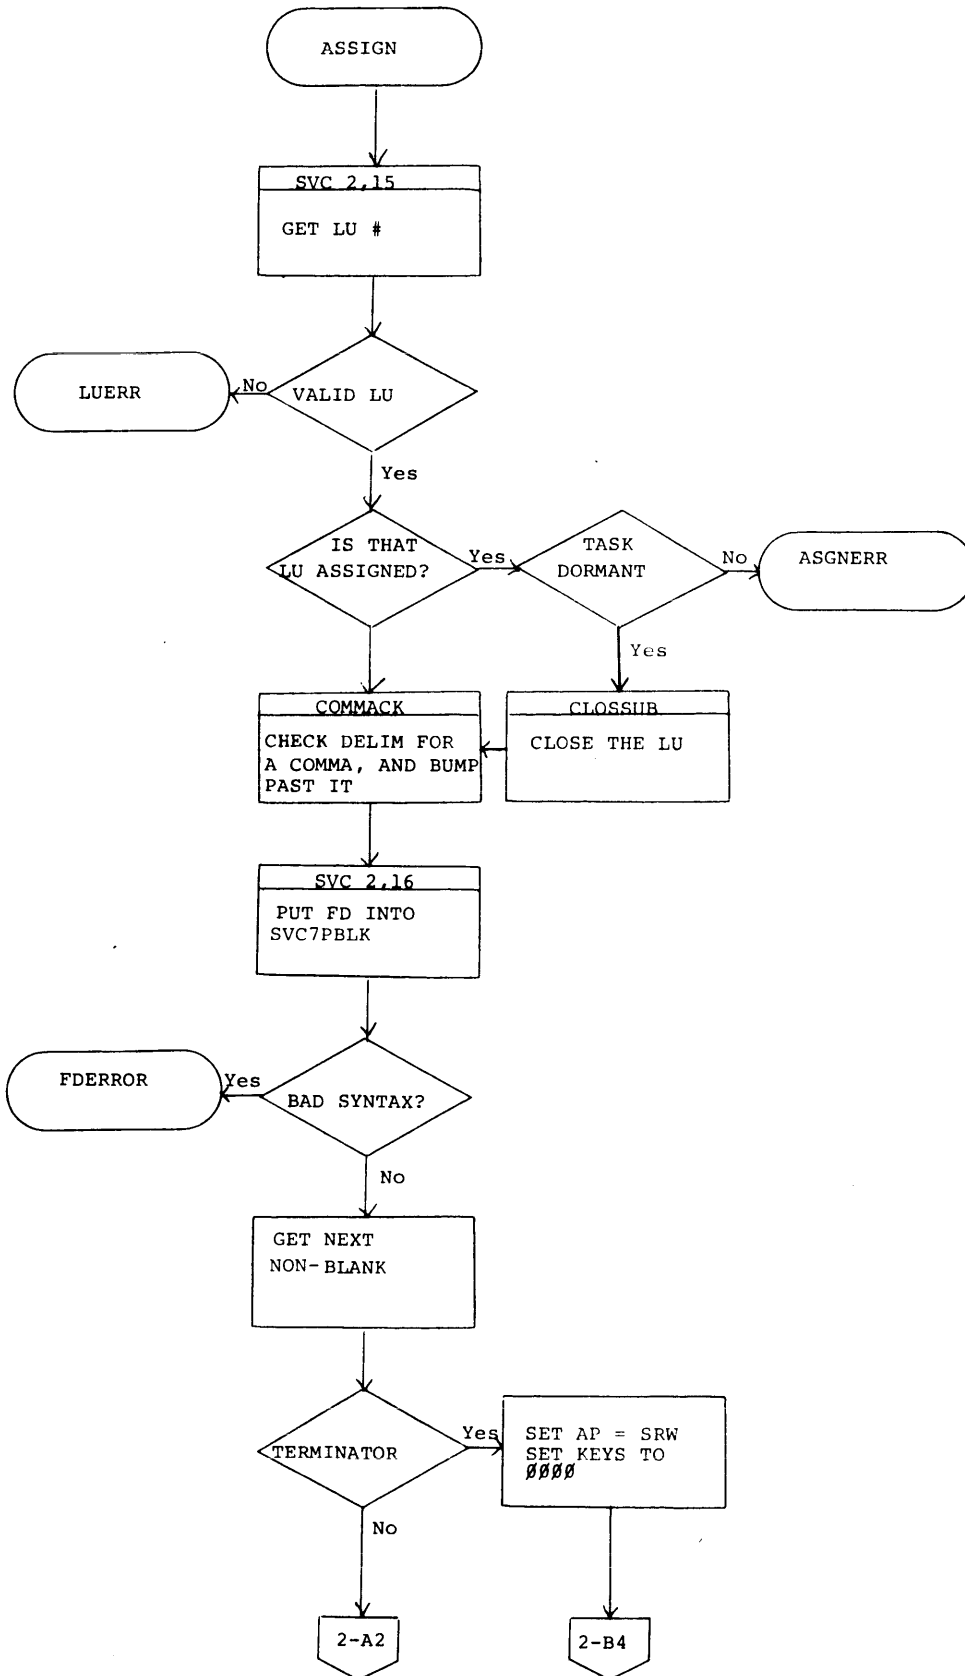 ASSIGN
SVC 2,15
GET LU #
VALID LU
No
LUERR
Yes
IS THAT
LU ASSIGNED?
Yes
TASK
DORMANT
No
ASGNERR
Yes
COMMACK
CHECK DELIM FOR
A COMMA, AND BUMP
PAST IT
CLOSSUB
CLOSE THE LU
SVC 2,16
PUT FD INTO
SVC7PBLK
BAD SYNTAX?
Yes
FDERROR
No
GET NEXT
NON-BLANK
TERMINATOR
Yes
SET AP = SRW
SET KEYS TO
0000
No
2-A2
2-B4